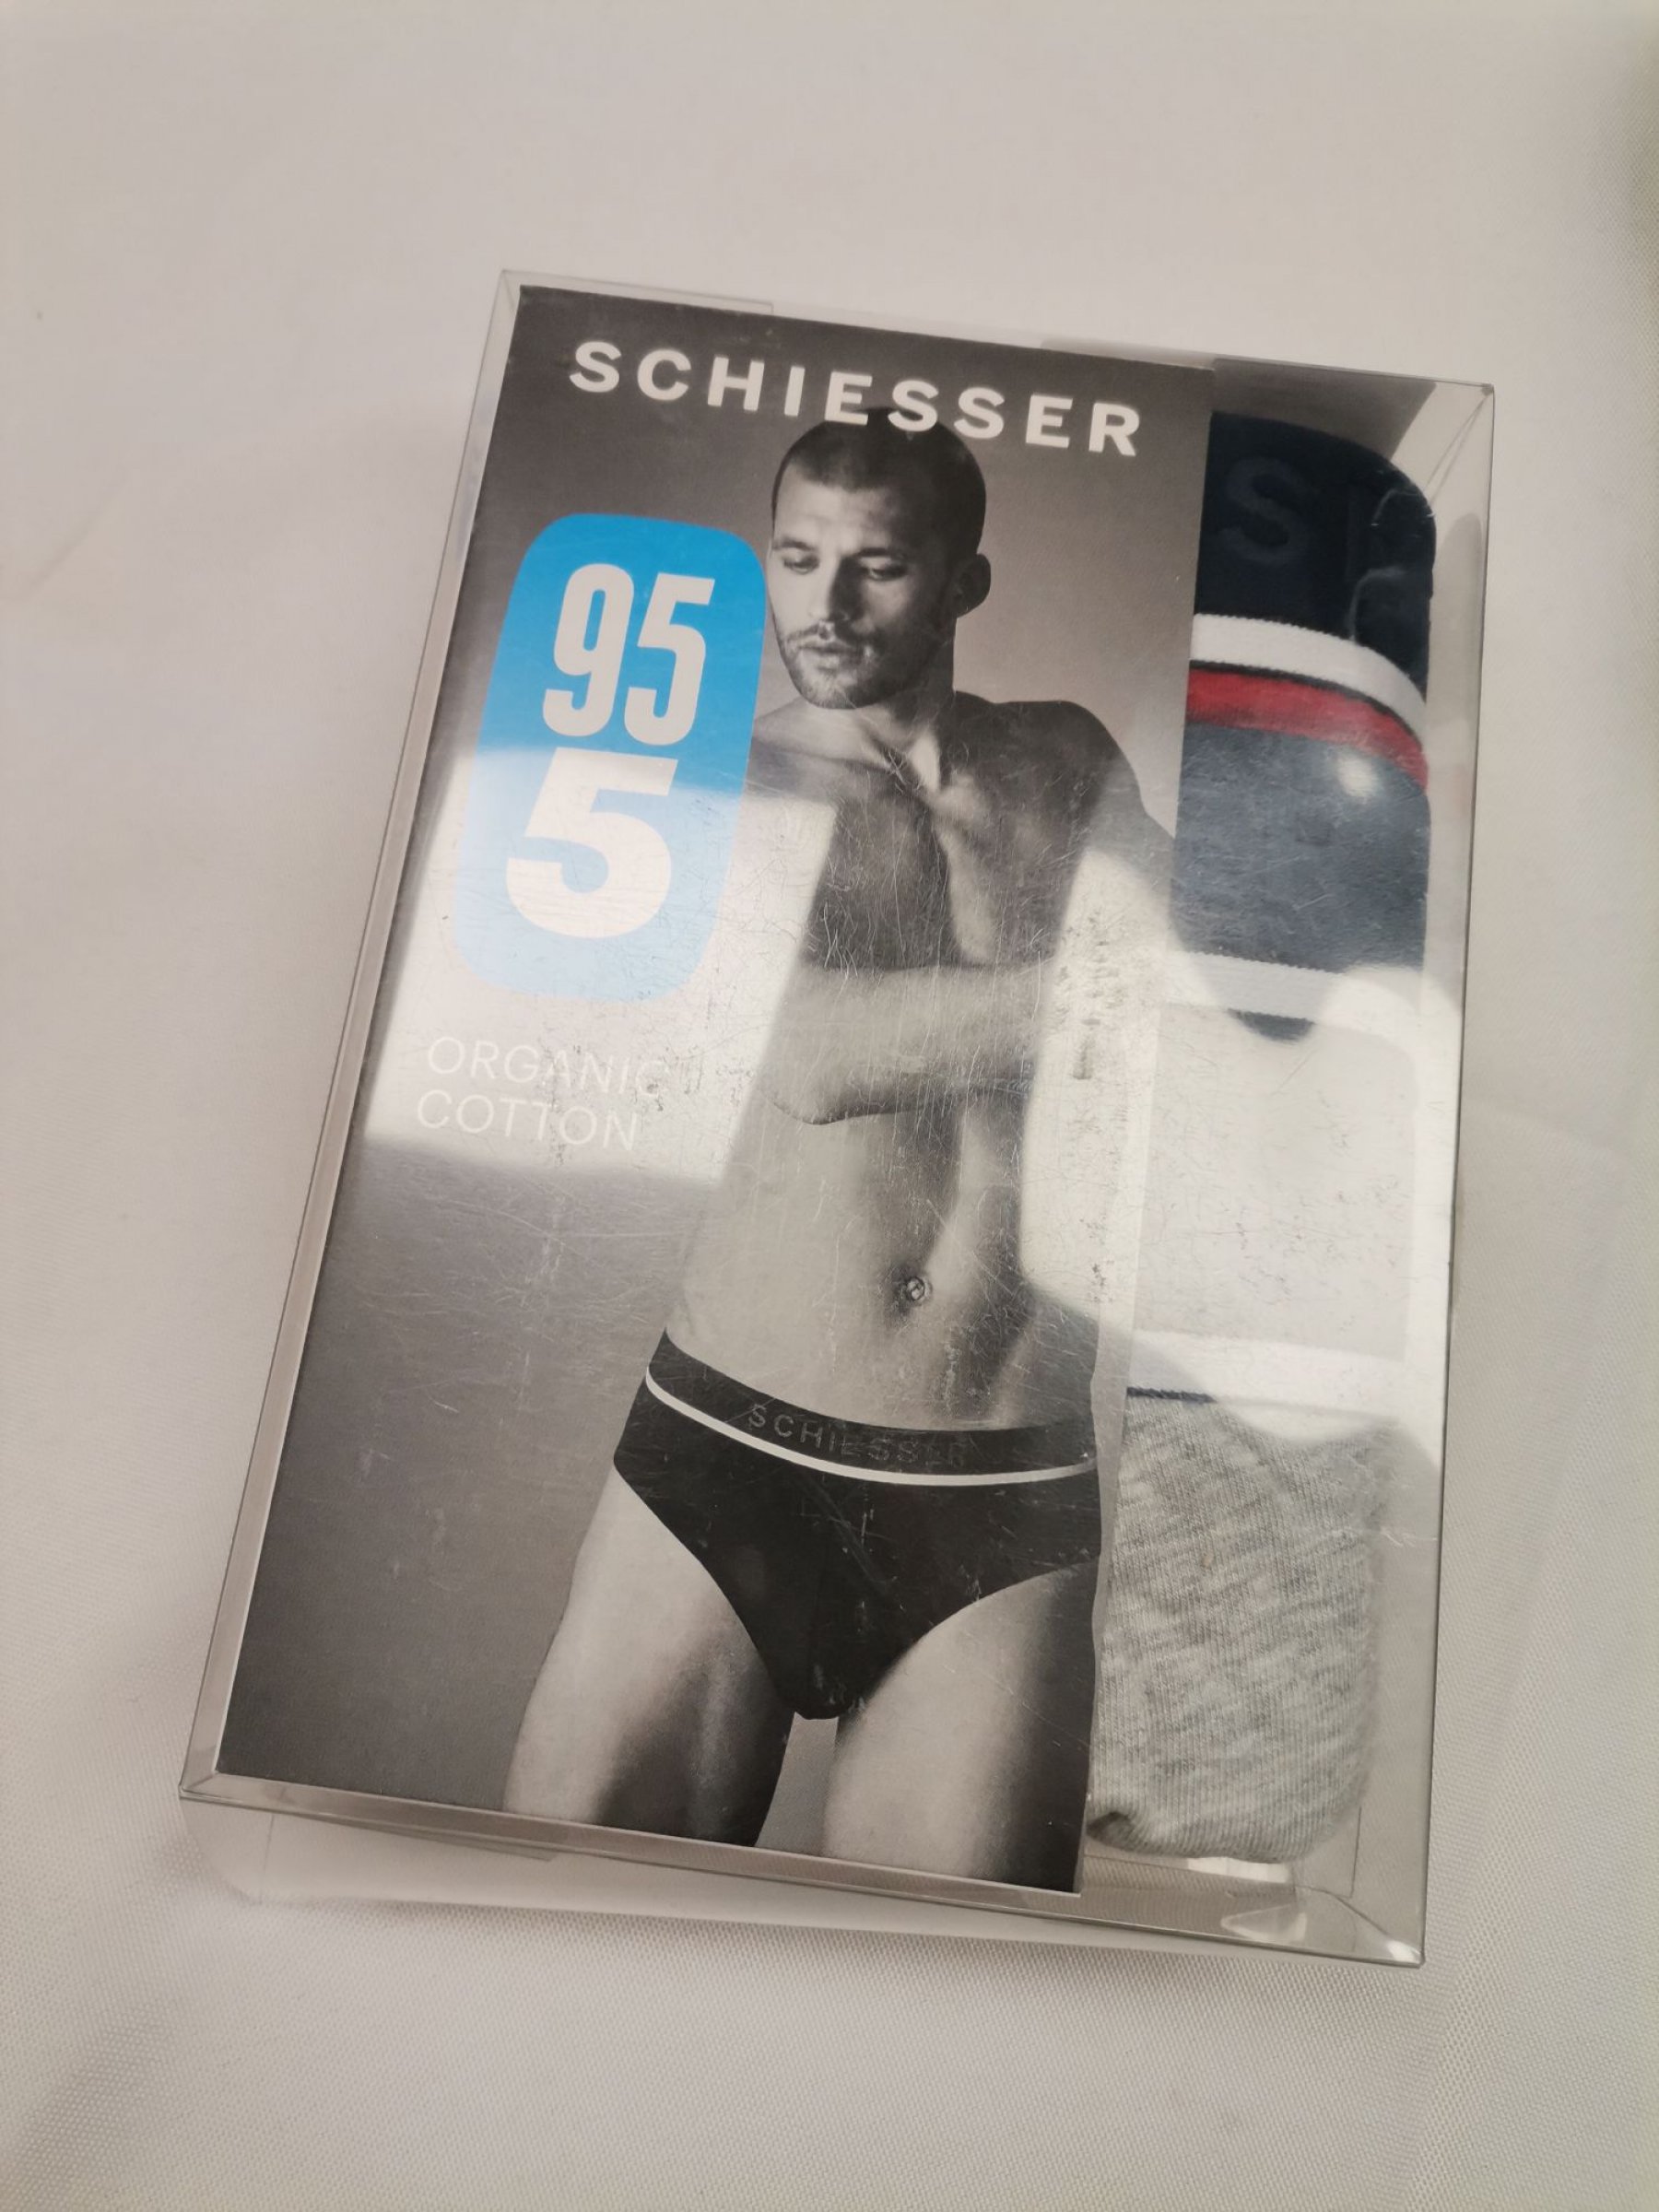 SCHIESSER
95
5
ORGANIC
COTTON
SCHIESSER
S